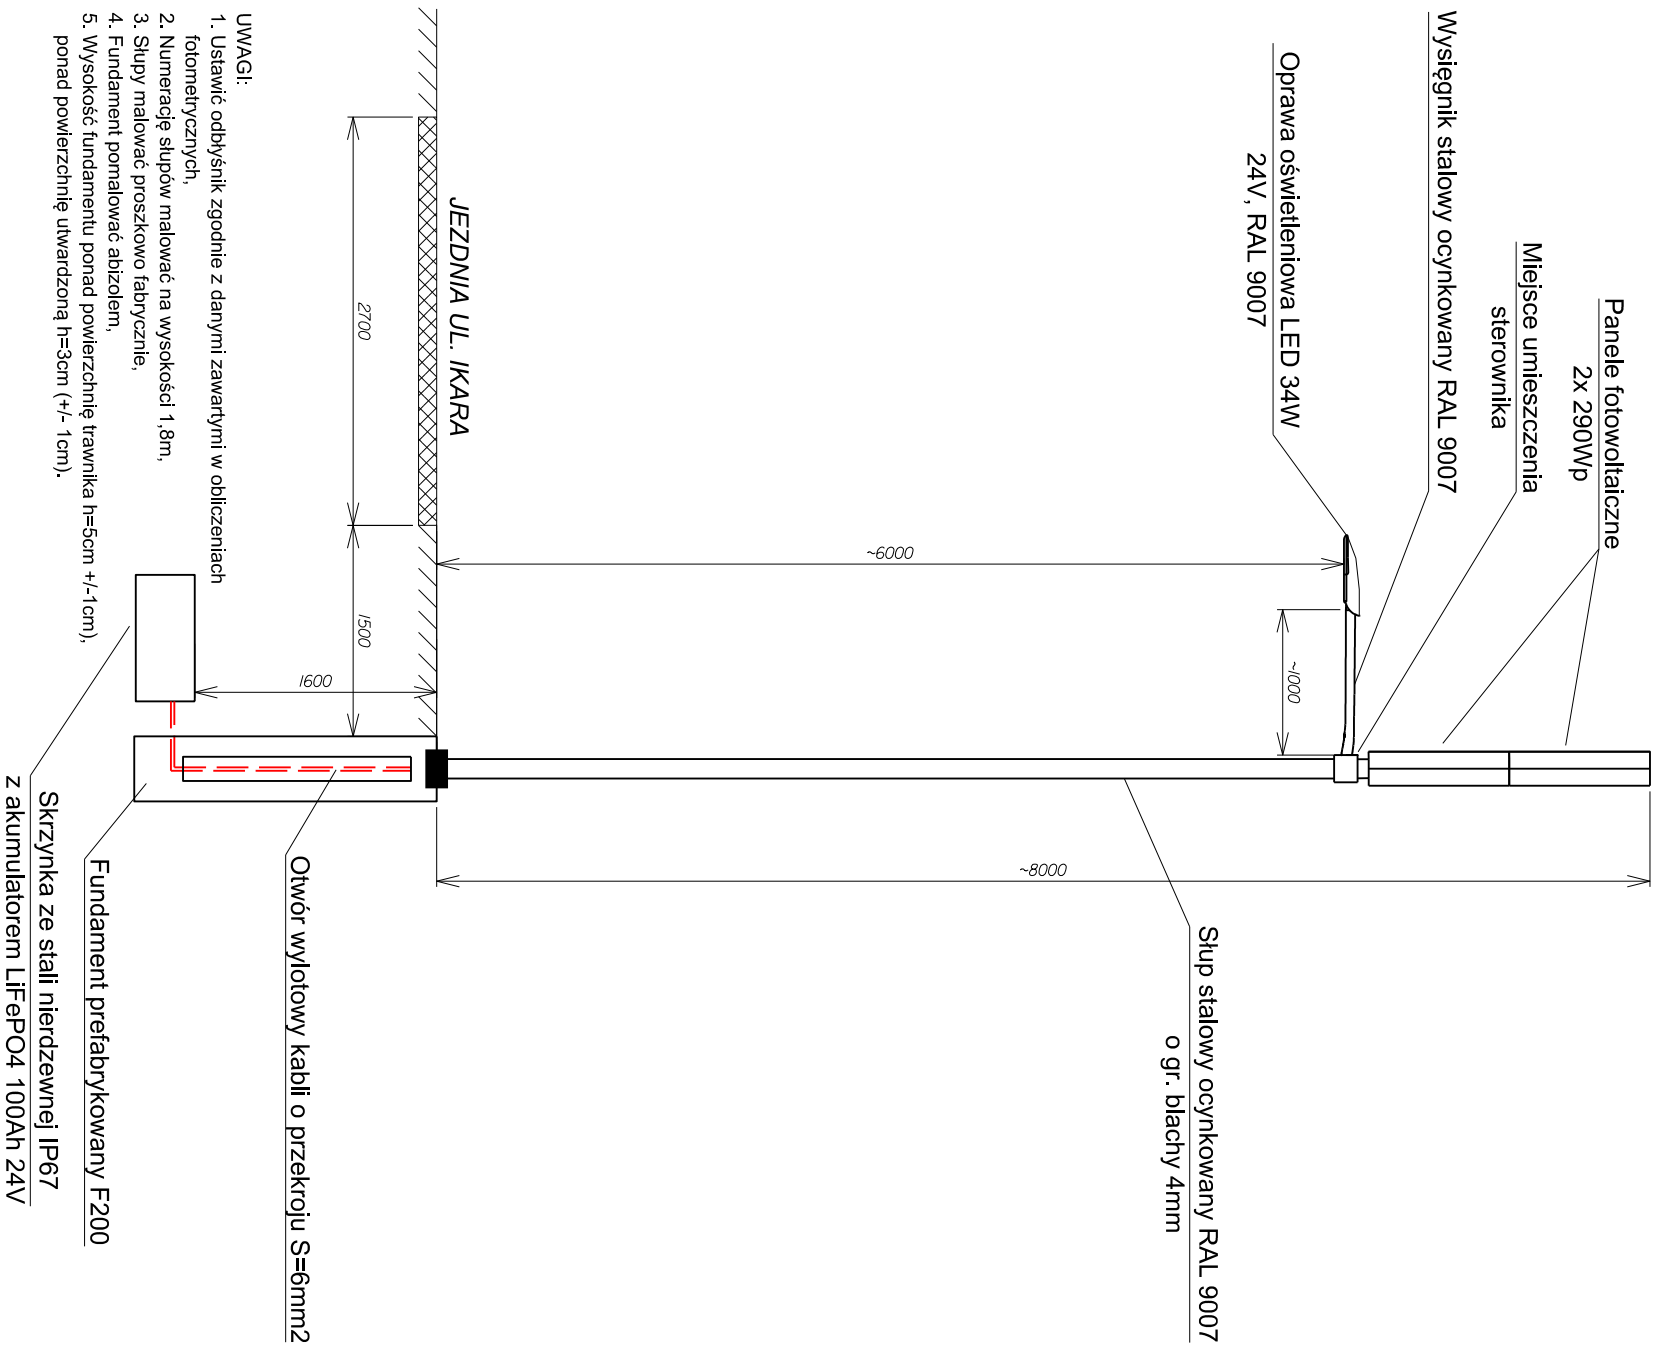 Panele fotowoltaiczne
2x 290Wp
Miejsce umieszczenia
sterownika
Wysięgnik stalowy ocynkowany RAL 9007
Oprawa oświetleniowa LED 34W
24V, RAL 9007
~1000
~6000
~8000
Słup stalowy ocynkowany RAL 9007
o gr. blachy 4mm
JEZDNIA UL. IKARA
2700
1500
1600
Otwór wylotowy kabli o przekroju S=6mm2
Fundament prefabrykowany F200
Skrzynka ze stali nierdzewnej IP67
z akumulatorem LiFePO4 100Ah 24V
UWAGI:
1. Ustawić odbłyśnik zgodnie z danymi zawartymi w obliczeniach
fotometrycznych,
2. Numerację słupów malować na wysokości 1,8m,
3. Słupy malować proszkowo fabrycznie,
4. Fundament pomalować abizolem,
5. Wysokość fundamentu ponad powierzchnię trawnika h=5cm +/-1cm),
ponad powierzchnię utwardzoną h=3cm (+/- 1cm).